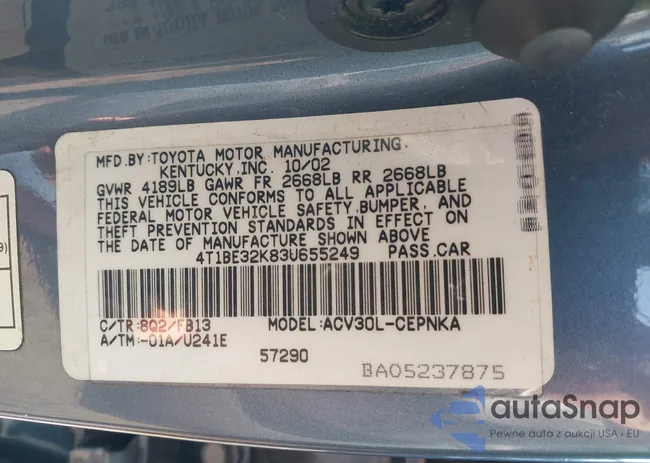 MFD.BY:TOYOTA MOTOR MANUFACTURING
KENTUCKY,INC. 10/02
GVWR 4189LB GAWR FR 2668LB RR 2668LB
THIS VEHICLE CONFORMS TO ALL APPLICABLE
FEDERAL MOTOR VEHICLE SAFETY,BUMPER, AND
THEFT PREVENTION STANDARDS IN EFFECT ON
THE DATE OF MANUFACTURE SHOWN ABOVE
4T1BE32K83U655249 PASS.CAR
C/TR:8Q2/FB13 MODEL:ACV30L-CEPNKA
A/TM:-01A/U241E
57290
BA05237875
autaSnap
Pewne auta z aukcji USA i EU